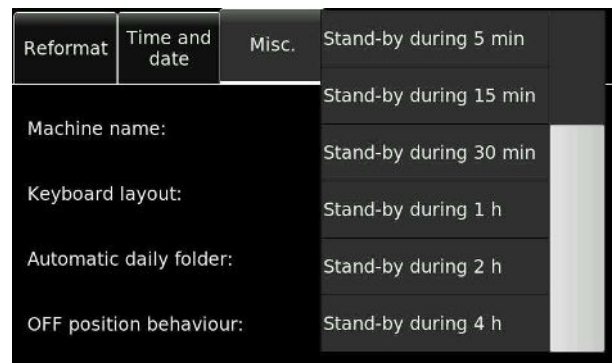 Reformat
Time and
date
Misc.
Machine name:
Keyboard layout:
Automatic daily folder:
OFF position behaviour:
Stand-by during 5 min
Stand-by during 15 min
Stand-by during 30 min
Stand-by during 1 h
Stand-by during 2 h
Stand-by during 4 h